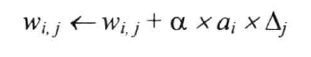 w_{i,j} ← w_{i,j} + α × a_i × Δ_j